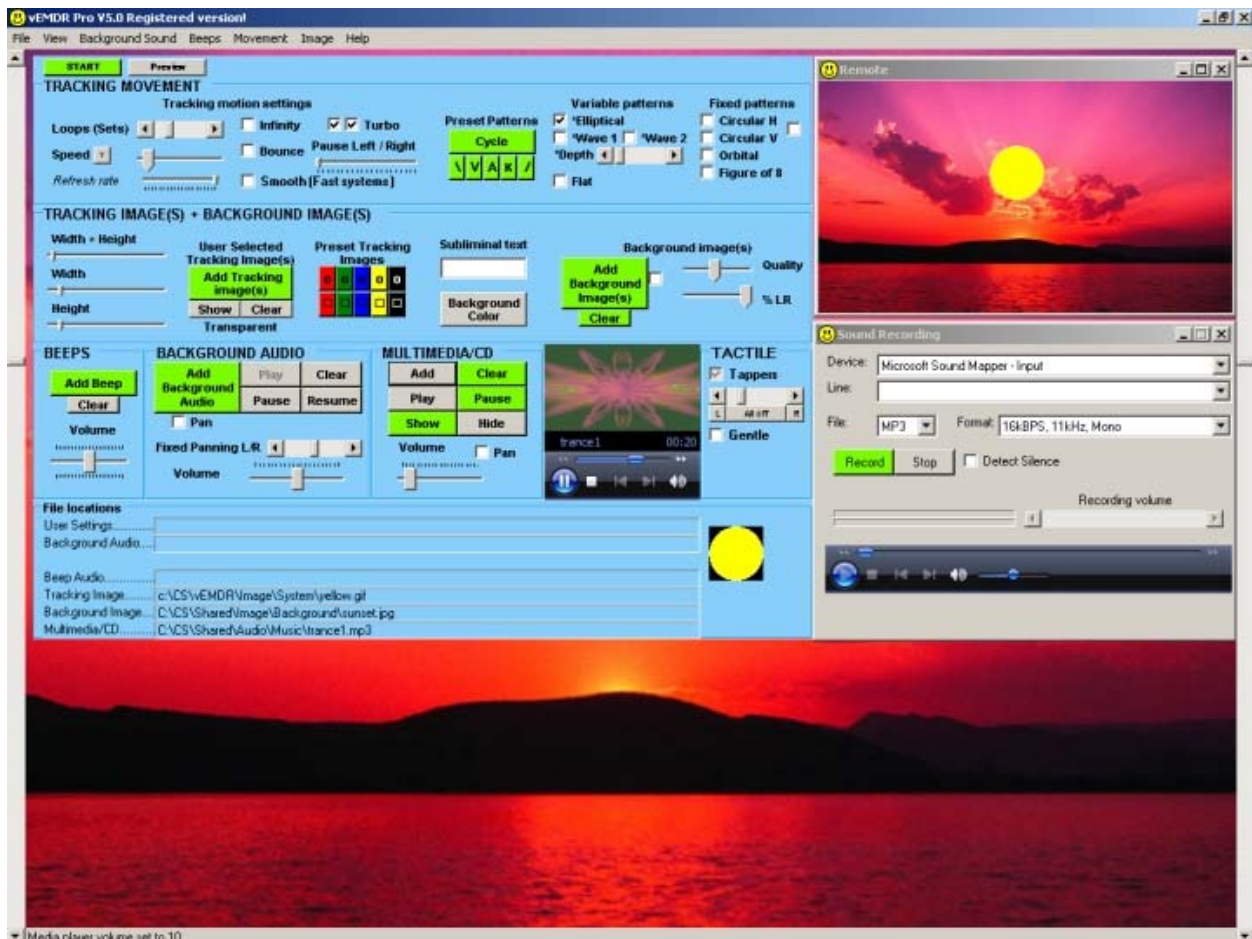 vEMDR Pro V5.0 Registered version!
File View Background Sound Beeps Movement Image Help
START Preview
TRACKING MOVEMENT
Tracking motion settings
Loops (Sets)
Infinity
Turbo
Speed
Bounce
Pause Left / Right
Refresh rate
Smooth (Fast systems)
Preset Patterns
Cycle
\ V A K /
Variable patterns
*Elliptical
*Wave 1 *Wave 2
*Depth
Flat
Fixed patterns
Circular H
Circular V
Orbital
Figure of 8
TRACKING IMAGE(S) + BACKGROUND IMAGE(S)
Width + Height
Width
Height
User Selected
Tracking Image(s)
Add Tracking
image(s)
Show Clear
Transparent
Preset Tracking
Images
Subliminal text
Background
Color
Background image(s)
Add
Background
Image(s)
Clear
Quality
% LR
BEEPS
Add Beep
Clear
Volume
BACKGROUND AUDIO
Add
Background
Audio
Play Clear
Pause Resume
Pan
Fixed Panning L/R
Volume
MULTIMEDIA/CD
Add Clear
Play Pause
Show Hide
Volume
Pan
trance1 00:20
TACTILE
Tappers
L All off R
Gentle
File locations
User Settings
Background Audio
Beep Audio
Tracking Image c:\CS\vEMDR\Image\System\yellow.gif
Background Image C:\CS\Shared\Image\Background\sunset.jpg
Multimedia/CD C:\CS\Shared\Audio\Music\trance1.mp3
Remote
Sound Recording
Device: Microsoft Sound Mapper - Input
Line:
File: MP3 Format: 16kBPS, 11kHz, Mono
Record Stop Detect Silence
Recording volume
Media player volume set to 10